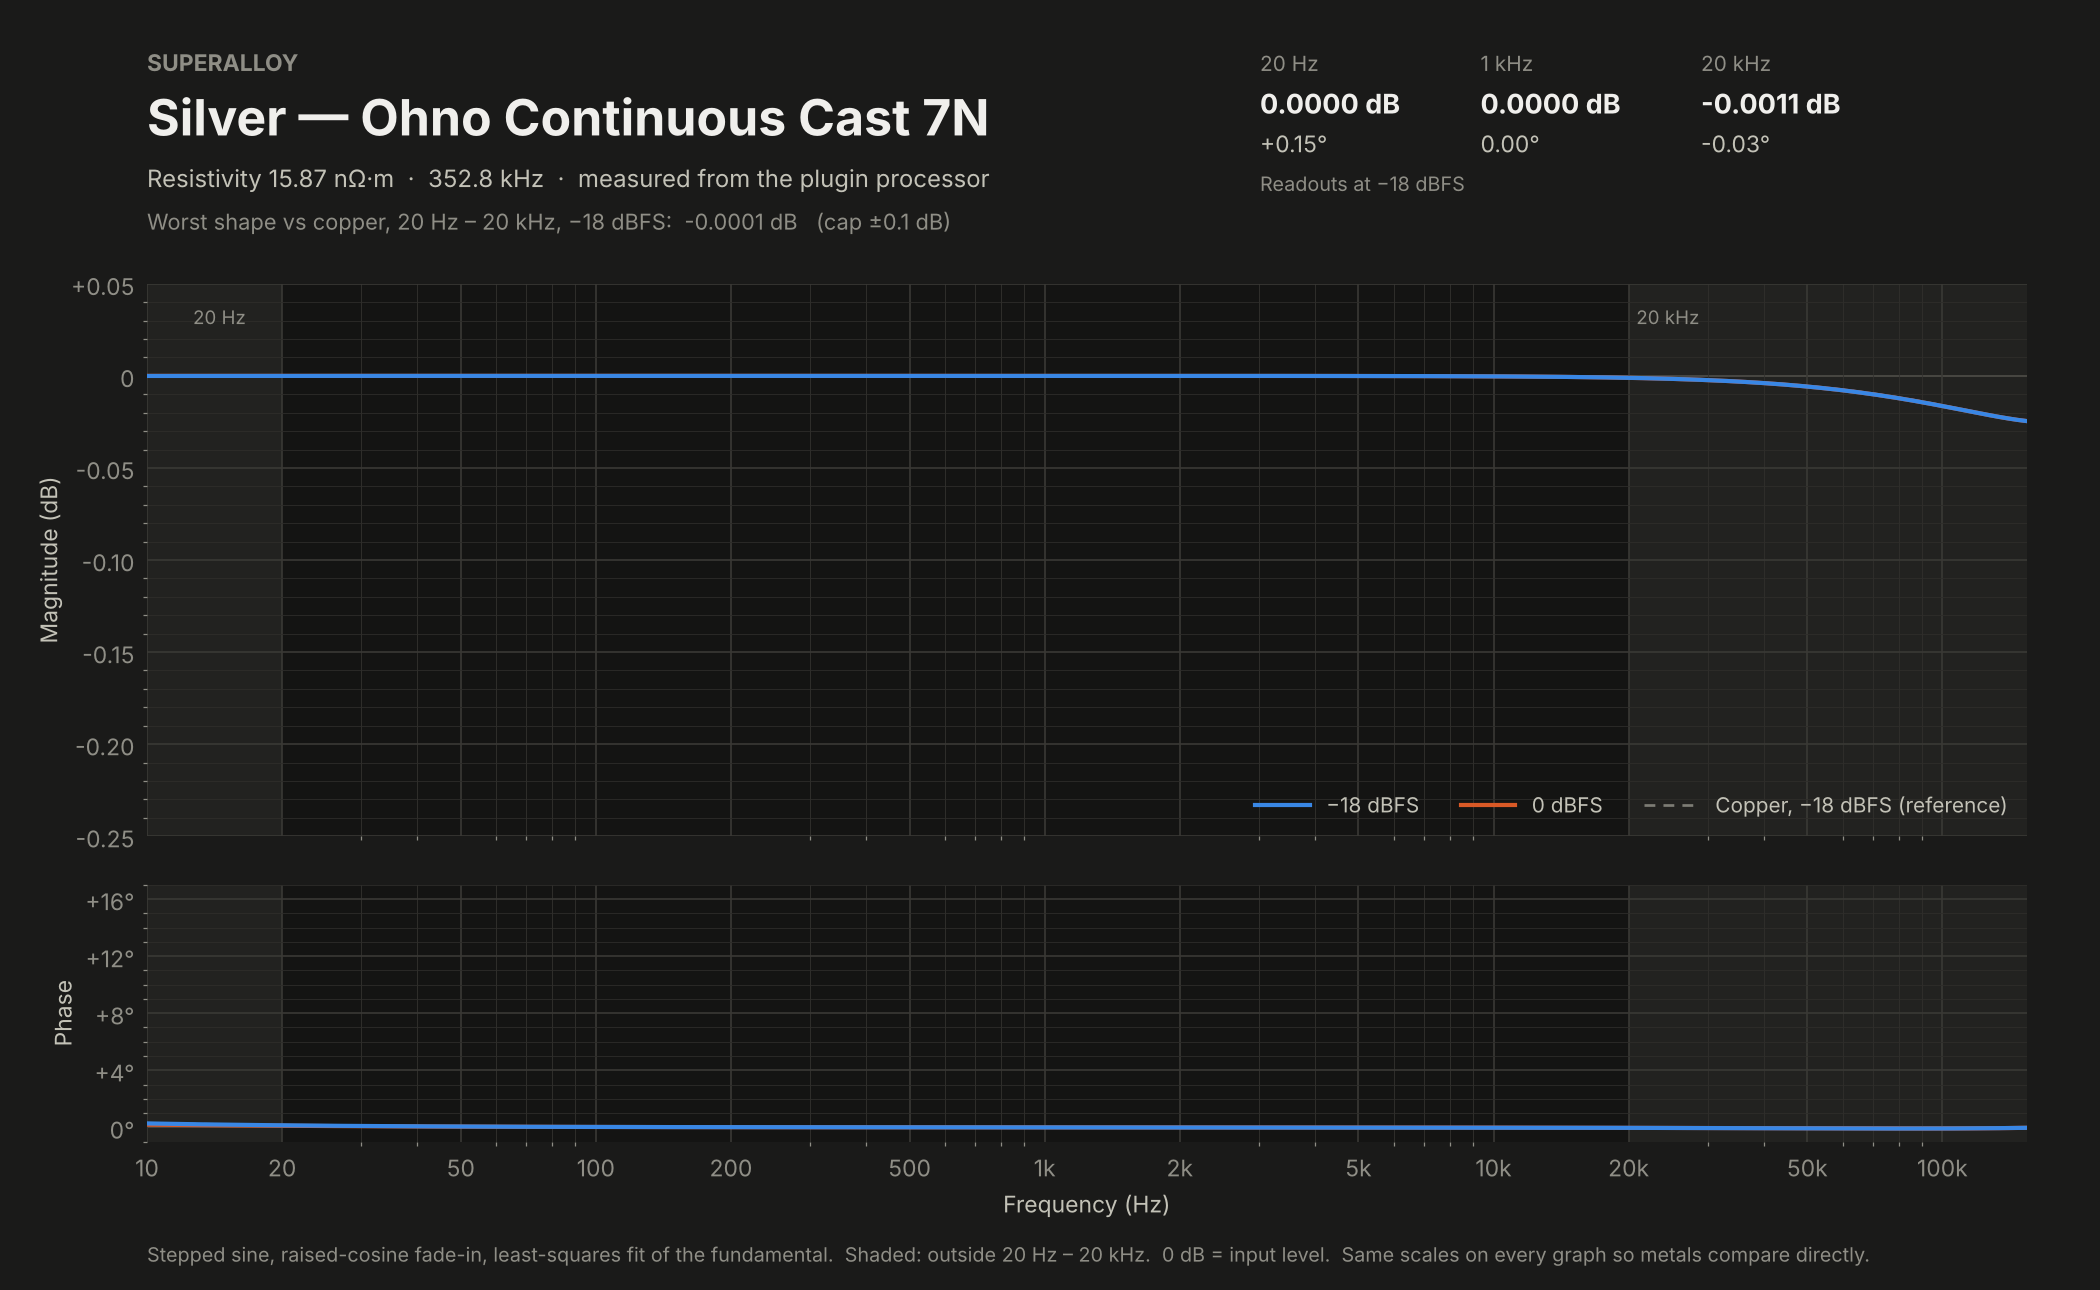 SUPERALLOY
Silver — Ohno Continuous Cast 7N
Resistivity 15.87 nΩ·m · 352.8 kHz · measured from the plugin processor
Worst shape vs copper, 20 Hz – 20 kHz, −18 dBFS: -0.0001 dB (cap ±0.1 dB)
20 Hz 1 kHz 20 kHz
0.0000 dB 0.0000 dB -0.0011 dB
+0.15° 0.00° -0.03°
Readouts at −18 dBFS
Magnitude (dB)
+0.05
0
-0.05
-0.10
-0.15
-0.20
-0.25
20 Hz
20 kHz
−18 dBFS 0 dBFS Copper, −18 dBFS (reference)
Phase
+16°
+12°
+8°
+4°
0°
10 20 50 100 200 500 1k 2k 5k 10k 20k 50k 100k
Frequency (Hz)
Stepped sine, raised-cosine fade-in, least-squares fit of the fundamental. Shaded: outside 20 Hz – 20 kHz. 0 dB = input level. Same scales on every graph so metals compare directly.